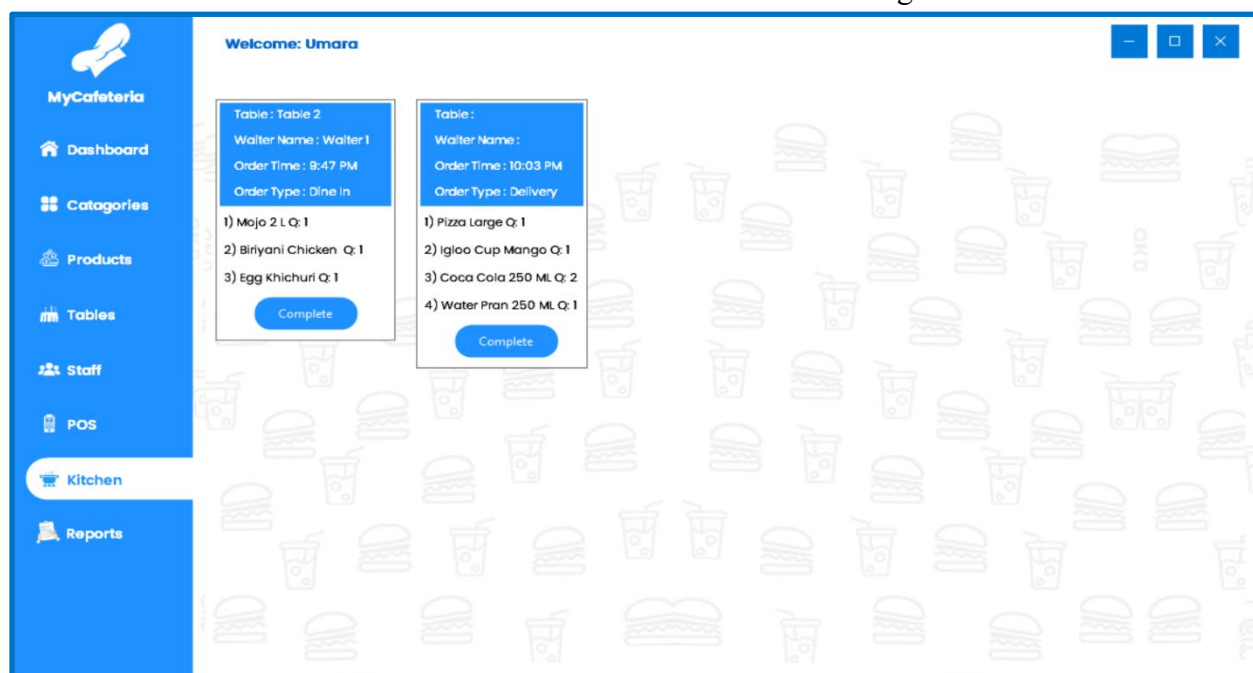 Welcome: Umara
MyCafeteria
Dashboard
Catagories
Products
Tables
Staff
POS
Kitchen
Reports
Table : Table 2
Waiter Name : Waiter 1
Order Time : 9:47 PM
Order Type : Dine In
1) Mojo 2 L Q: 1
2) Biriyani Chicken Q: 1
3) Egg Khichuri Q: 1
Complete
Table :
Waiter Name :
Order Time : 10:03 PM
Order Type : Delivery
1) Pizza Large Q: 1
2) Igloo Cup Mango Q: 1
3) Coca Cola 250 ML Q: 2
4) Water Pran 250 ML Q: 1
Complete